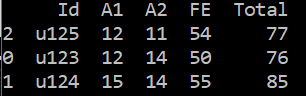 Id  A1  A2  FE  Total
2  u125  12  11  54     77
0  u123  12  14  50     76
1  u124  15  14  55     85